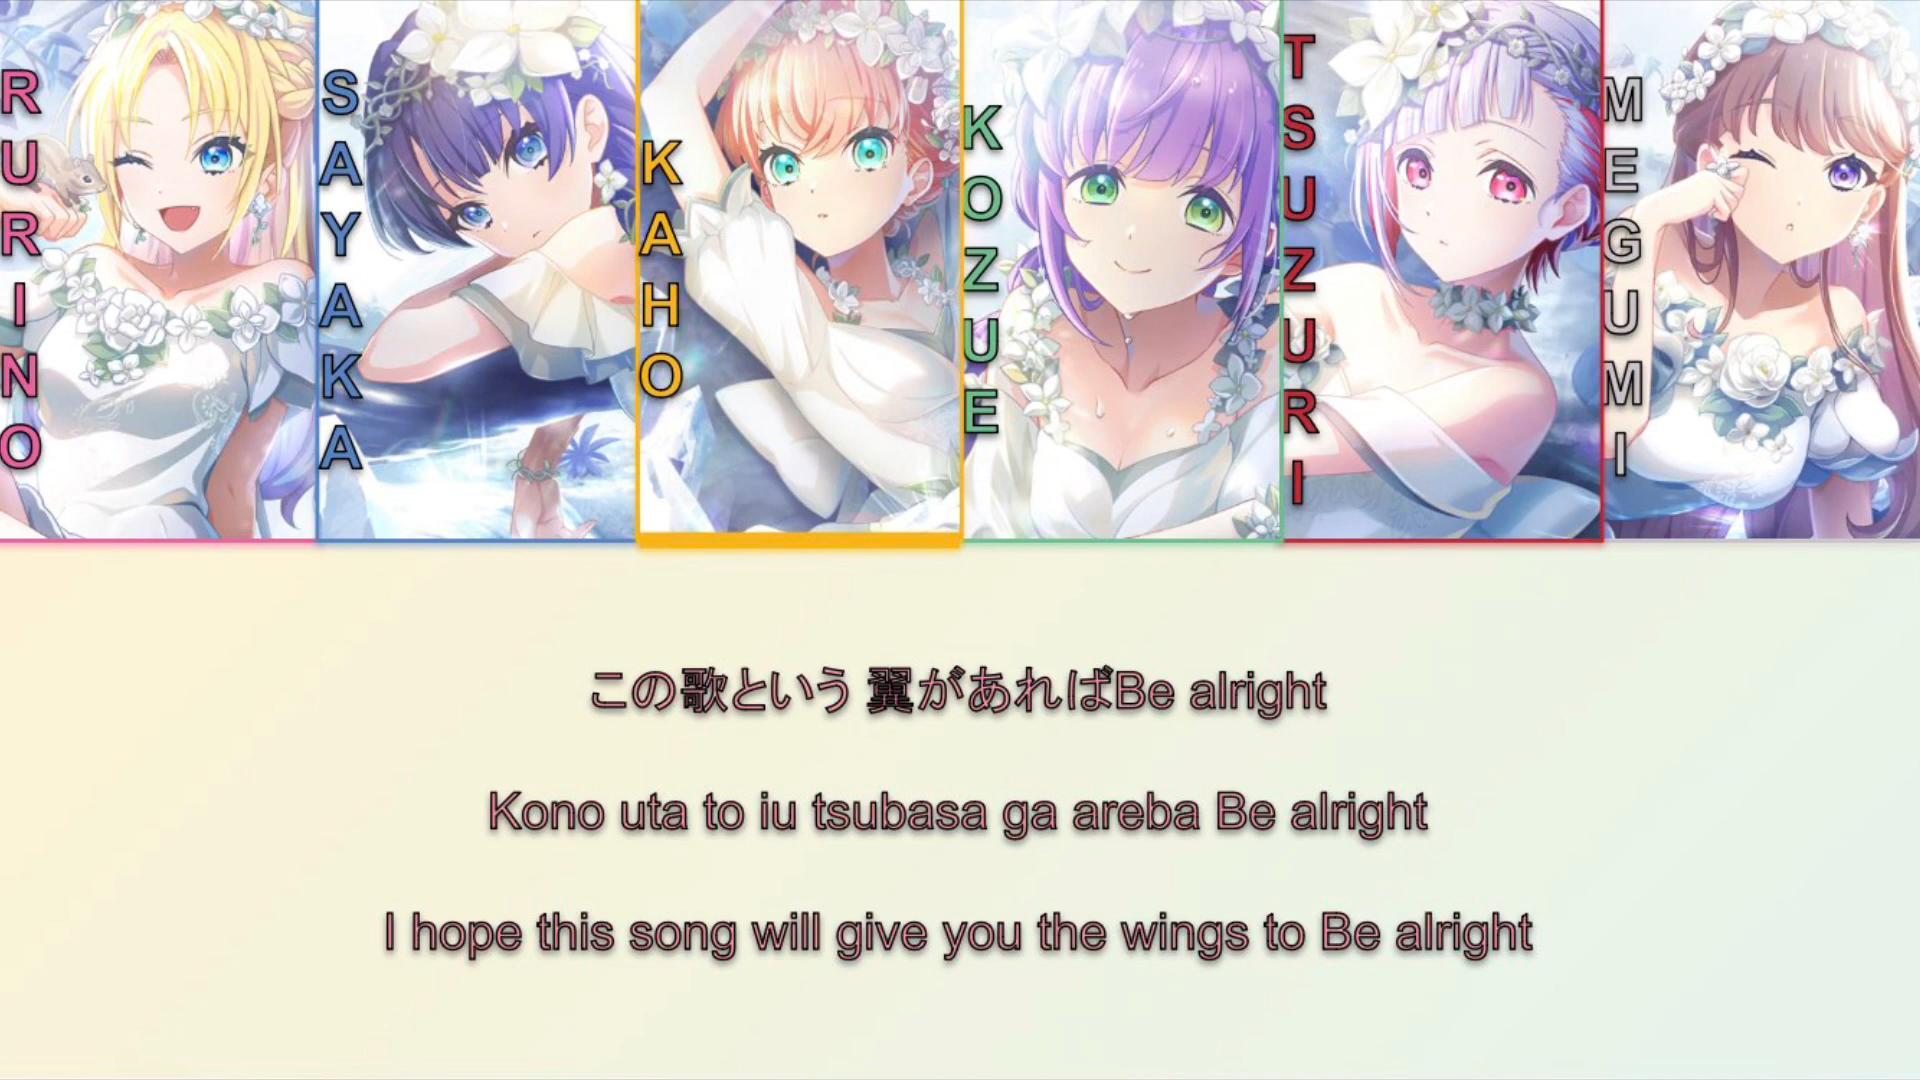 RURINO
SAYAKA
KAHO
KOZUE
TSUZURI
MEGUMI
この歌という 翼があればBe alright
Kono uta to iu tsubasa ga areba Be alright
I hope this song will give you the wings to Be alright